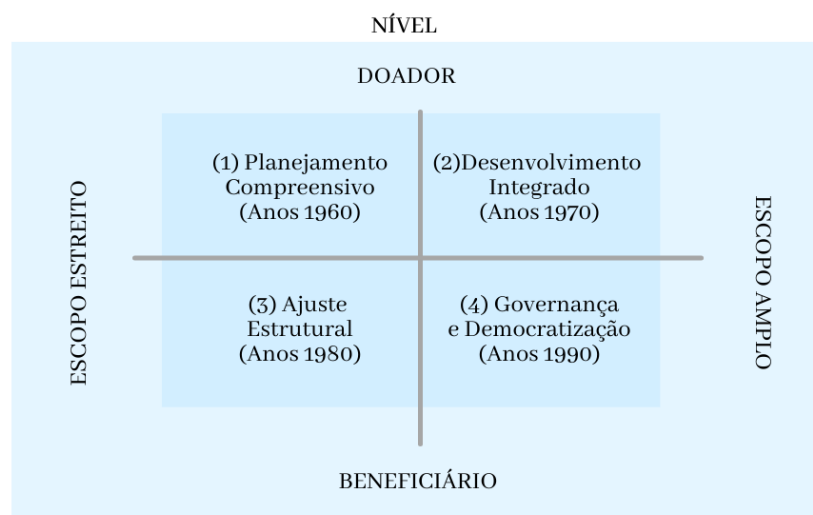 NÍVEL
DOADOR
(1) Planejamento
Compreensivo
(Anos 1960)
(2)Desenvolvimento
Integrado
(Anos 1970)
ESCOPO ESTREITO
ESCOPO AMPLO
(3) Ajuste
Estrutural
(Anos 1980)
(4) Governança
e Democratização
(Anos 1990)
BENEFICIÁRIO